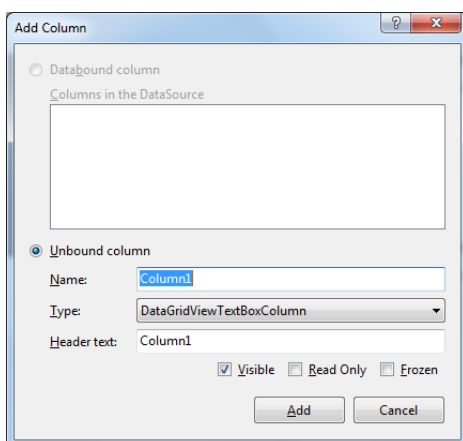 Add Column
Databound column
Columns in the DataSource
Unbound column
Name: Column1
Type: DataGridViewTextBoxColumn
Header text: Column1
Visible Read Only Frozen
Add Cancel